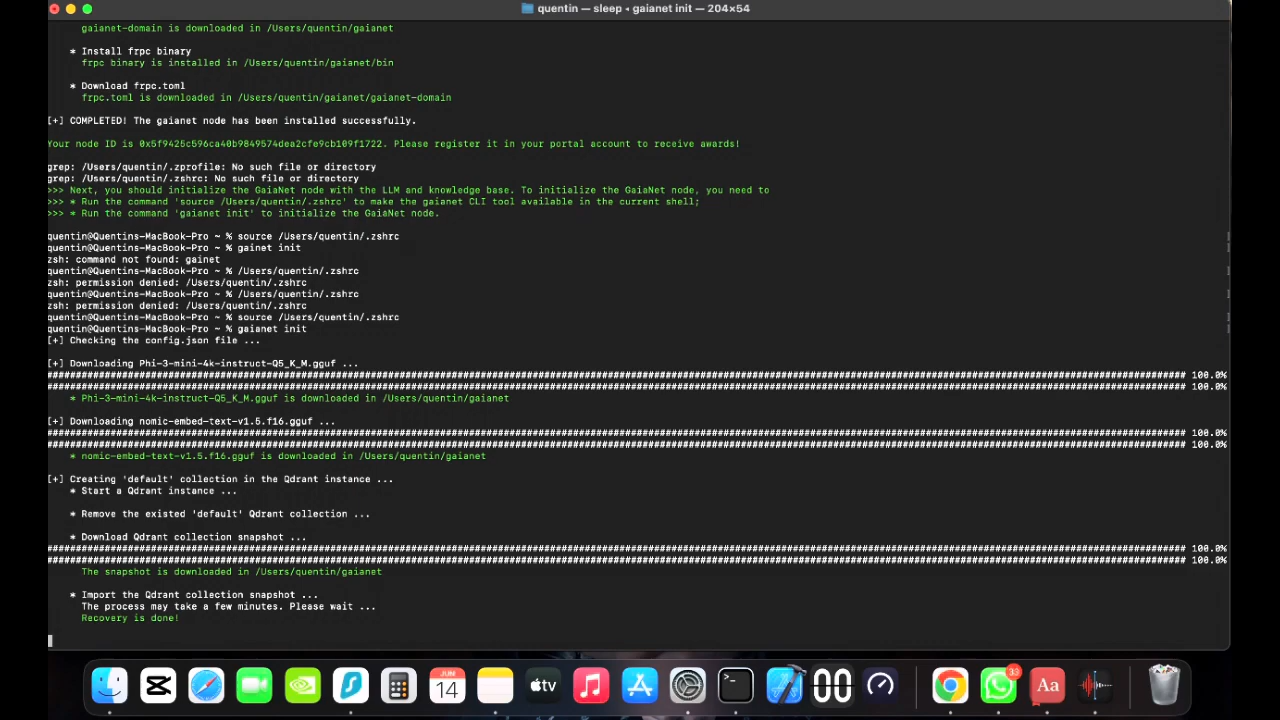 quentin — sleep ◂ gaianet init — 204×54
gaianet-domain is downloaded in /Users/quentin/gaianet
* Install frpc binary
frpc binary is installed in /Users/quentin/gaianet/bin
* Download frpc.toml
frpc.toml is downloaded in /Users/quentin/gaianet/gaianet-domain
[+] COMPLETED! The gaianet node has been installed successfully.
Your node ID is 0x5f9425c596ca40b9849574dea2cfe9cb109f1722. Please register it in your portal account to receive awards!
grep: /Users/quentin/.zprofile: No such file or directory
grep: /Users/quentin/.zshrc: No such file or directory
>>> Next, you should initialize the GaiaNet node with the LLM and knowledge base. To initialize the GaiaNet node, you need to
>>> * Run the command 'source /Users/quentin/.zshrc' to make the gaianet CLI tool available in the current shell;
>>> * Run the command 'gaianet init' to initialize the GaiaNet node.
quentin@Quentins-MacBook-Pro ~ % source /Users/quentin/.zshrc
quentin@Quentins-MacBook-Pro ~ % gainet init
zsh: command not found: gainet
quentin@Quentins-MacBook-Pro ~ % /Users/quentin/.zshrc
zsh: permission denied: /Users/quentin/.zshrc
quentin@Quentins-MacBook-Pro ~ % /Users/quentin/.zshrc
zsh: permission denied: /Users/quentin/.zshrc
quentin@Quentins-MacBook-Pro ~ % source /Users/quentin/.zshrc
quentin@Quentins-MacBook-Pro ~ % gaianet init
[+] Checking the config.json file ...
[+] Downloading Phi-3-mini-4k-instruct-Q5_K_M.gguf ...
100.0%
100.0%
* Phi-3-mini-4k-instruct-Q5_K_M.gguf is downloaded in /Users/quentin/gaianet
[+] Downloading nomic-embed-text-v1.5.f16.gguf ...
100.0%
100.0%
* nomic-embed-text-v1.5.f16.gguf is downloaded in /Users/quentin/gaianet
[+] Creating 'default' collection in the Qdrant instance ...
* Start a Qdrant instance ...
* Remove the existed 'default' Qdrant collection ...
* Download Qdrant collection snapshot ...
100.0%
100.0%
The snapshot is downloaded in /Users/quentin/gaianet
* Import the Qdrant collection snapshot ...
The process may take a few minutes. Please wait ...
Recovery is done!
JUN
14
tv
00
33
Aa